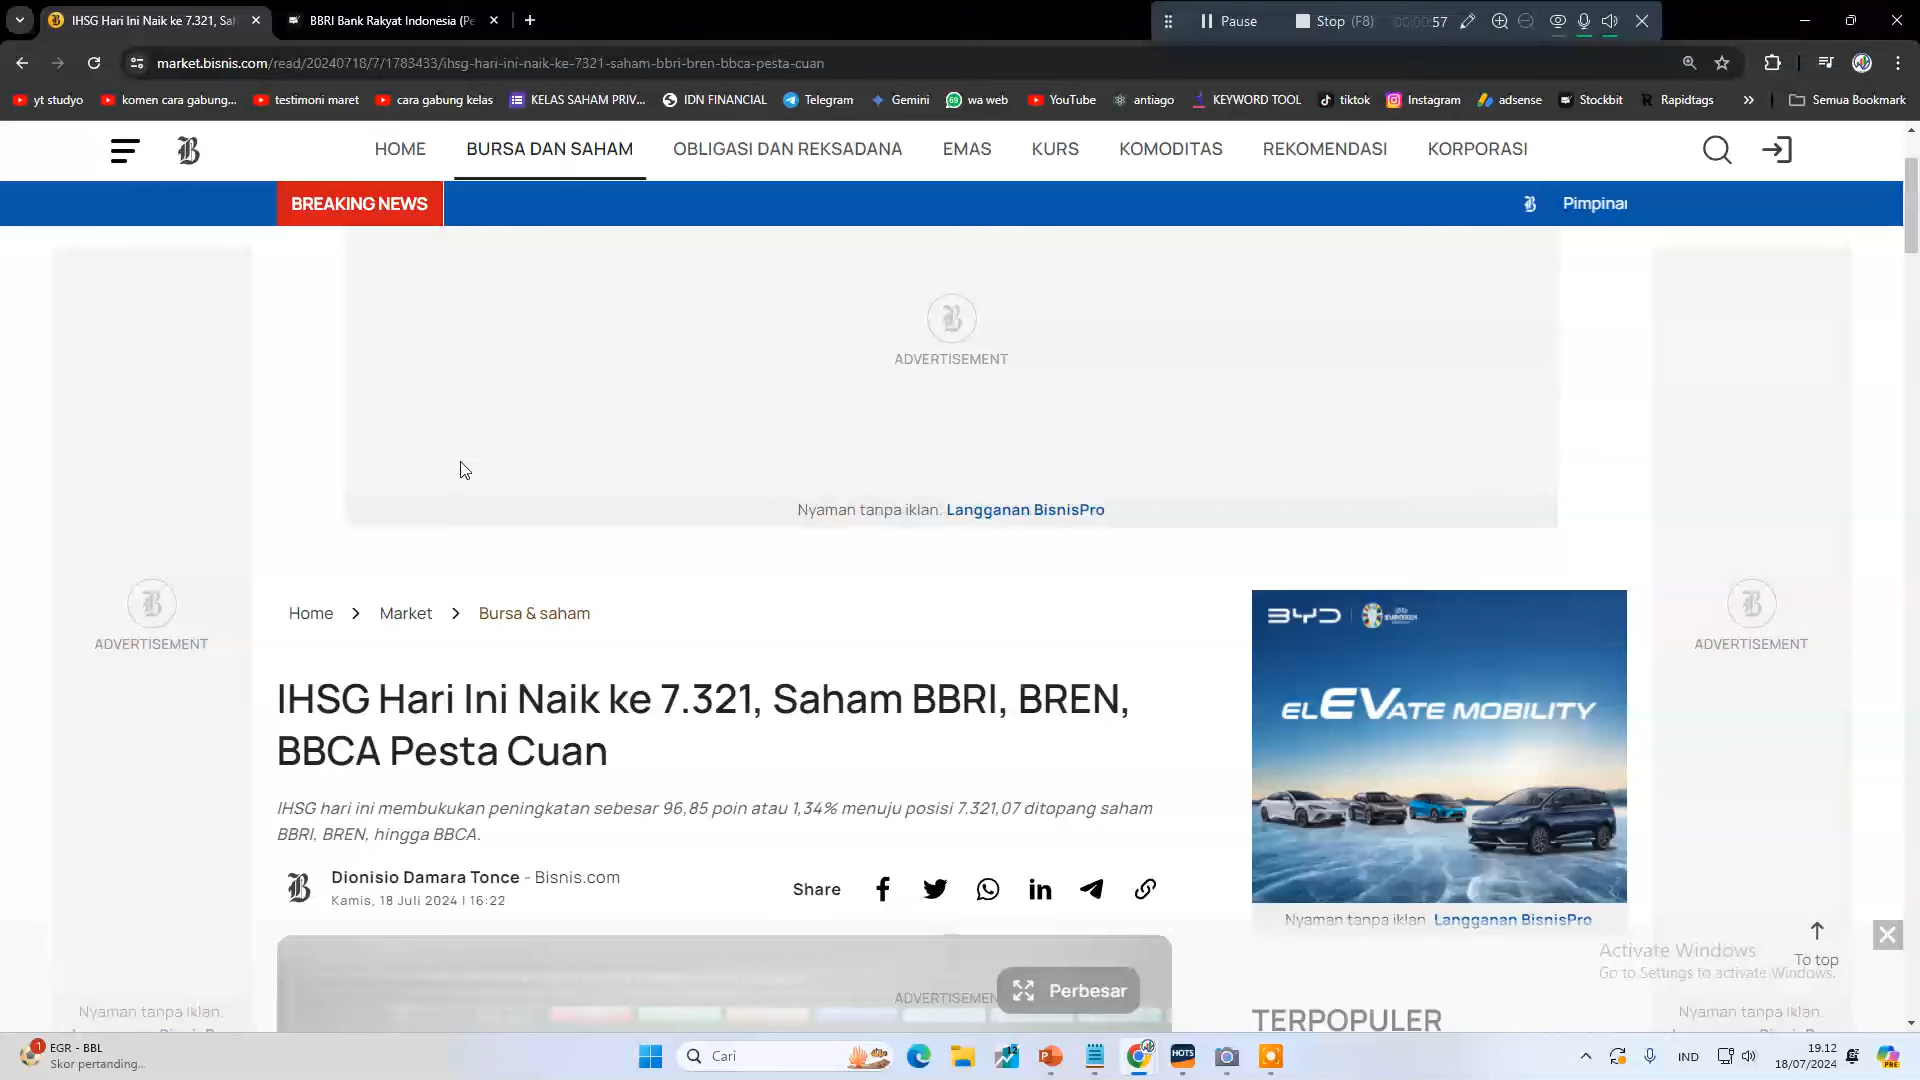 IHSG Hari Ini Naik ke 7.321, Sa
BBRI Bank Rakyat Indonesia (Pe
Pause
Stop (F8)
00:00:57
market.bisnis.com/read/20240718/7/1783433/ihsg-hari-ini-naik-ke-7321-saham-bbri-bren-bbca-pesta-cuan
yt studyo
komen cara gabung...
testimoni maret
cara gabung kelas
KELAS SAHAM PRIV...
IDN FINANCIAL
Telegram
Gemini
wa web
YouTube
antiago
KEYWORD TOOL
tiktok
Instagram
adsense
Stockbit
Rapidtags
Semua Bookmark
HOME
BURSA DAN SAHAM
OBLIGASI DAN REKSADANA
EMAS
KURS
KOMODITAS
REKOMENDASI
KORPORASI
BREAKING NEWS
Pimpinan
ADVERTISEMENT
Nyaman tanpa iklan. Langganan BisnisPro
ADVERTISEMENT
ADVERTISEMENT
Home > Market > Bursa & saham
BYD
elEVate MOBILITY
IHSG Hari Ini Naik ke 7.321, Saham BBRI, BREN,
BBCA Pesta Cuan
IHSG hari ini membukukan peningkatan sebesar 96,85 poin atau 1,34% menuju posisi 7.321,07 ditopang saham
BBRI, BREN, hingga BBCA.
Dionisio Damara Tonce - Bisnis.com
Kamis, 18 Juli 2024 | 16:22
Share
Nyaman tanpa iklan. Langganan BisnisPro
Activate Windows
Go to Settings to activate Windows.
To top
ADVERTISEMEN
Perbesar
Nyaman tanpa iklan.
Nyaman tanpa iklan.
TERPOPULER
1
EGR - BBL
Skor pertanding...
Cari
12
HOTS
IND
19.12
18/07/2024
PRE